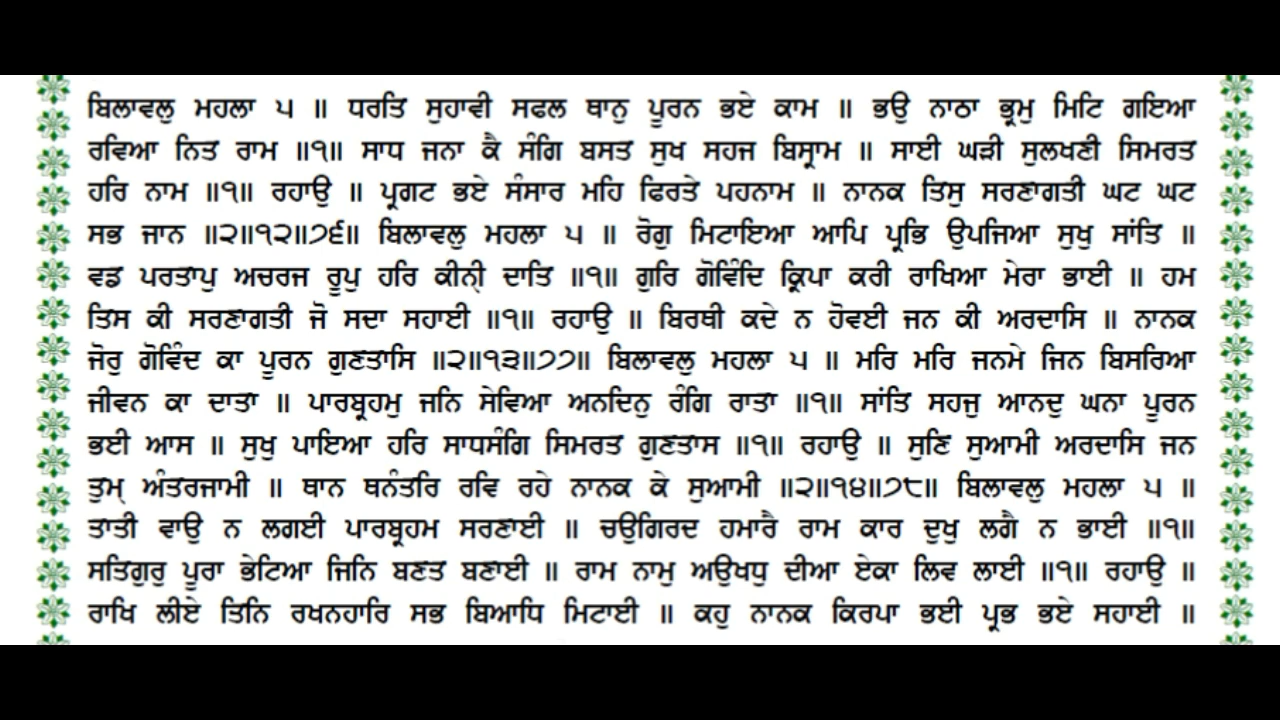 ਬਿਲਾਵਲੁ ਮਹਲਾ ੫ ॥ ਧਰਤਿ ਸੁਹਾਵੀ ਸਫਲ ਥਾਨੁ ਪੂਰਨ ਭਏ ਕਾਮ ॥ ਭਉ ਨਾਠਾ ਭ੍ਰਮੁ ਮਿਟਿ ਗਇਆ
ਰਵਿਆ ਨਿਤ ਰਾਮ ॥੧॥ ਸਾਧ ਜਨਾ ਕੈ ਸੰਗਿ ਬਸਤ ਸੁਖ ਸਹਜ ਬਿਸ੍ਰਾਮ ॥ ਸਾਈ ਘੜੀ ਸੁਲਖਣੀ ਸਿਮਰਤ
ਹਰਿ ਨਾਮ ॥੧॥ ਰਹਾਉ ॥ ਪ੍ਰਗਟ ਭਏ ਸੰਸਾਰ ਮਹਿ ਫਿਰਤੇ ਪਹਨਾਮ ॥ ਨਾਨਕ ਤਿਸੁ ਸਰਣਾਗਤੀ ਘਟ ਘਟ
ਸਭ ਜਾਨ ॥੨॥੧੨॥੭੬॥ ਬਿਲਾਵਲੁ ਮਹਲਾ ੫ ॥ ਰੋਗੁ ਮਿਟਾਇਆ ਆਪਿ ਪ੍ਰਭਿ ਉਪਜਿਆ ਸੁਖੁ ਸਾਂਤਿ ॥
ਵਡ ਪਰਤਾਪੁ ਅਚਰਜ ਰੂਪੁ ਹਰਿ ਕੀਨੀ੍ ਦਾਤਿ ॥੧॥ ਗੁਰਿ ਗੋਵਿੰਦਿ ਕ੍ਰਿਪਾ ਕਰੀ ਰਾਖਿਆ ਮੇਰਾ ਭਾਈ ॥ ਹਮ
ਤਿਸ ਕੀ ਸਰਣਾਗਤੀ ਜੋ ਸਦਾ ਸਹਾਈ ॥੧॥ ਰਹਾਉ ॥ ਬਿਰਥੀ ਕਦੇ ਨ ਹੋਵਈ ਜਨ ਕੀ ਅਰਦਾਸਿ ॥ ਨਾਨਕ
ਜੋਰੁ ਗੋਵਿੰਦ ਕਾ ਪੂਰਨ ਗੁਣਤਾਸਿ ॥੨॥੧੩॥੭੭॥ ਬਿਲਾਵਲੁ ਮਹਲਾ ੫ ॥ ਮਰਿ ਮਰਿ ਜਨਮੇ ਜਿਨ ਬਿਸਰਿਆ
ਜੀਵਨ ਕਾ ਦਾਤਾ ॥ ਪਾਰਬ੍ਰਹਮੁ ਜਨਿ ਸੇਵਿਆ ਅਨਦਿਨੁ ਰੰਗਿ ਰਾਤਾ ॥੧॥ ਸਾਂਤਿ ਸਹਜੁ ਆਨਦੁ ਘਨਾ ਪੂਰਨ
ਭਈ ਆਸ ॥ ਸੁਖੁ ਪਾਇਆ ਹਰਿ ਸਾਧਸੰਗਿ ਸਿਮਰਤ ਗੁਣਤਾਸ ॥੧॥ ਰਹਾਉ ॥ ਸੁਣਿ ਸੁਆਮੀ ਅਰਦਾਸਿ ਜਨ
ਤੁਮ੍ ਅੰਤਰਜਾਮੀ ॥ ਥਾਨ ਥਨੰਤਰਿ ਰਵਿ ਰਹੇ ਨਾਨਕ ਕੇ ਸੁਆਮੀ ॥੨॥੧੪॥੭੮॥ ਬਿਲਾਵਲੁ ਮਹਲਾ ੫ ॥
ਤਾਤੀ ਵਾਉ ਨ ਲਗਈ ਪਾਰਬ੍ਰਹਮ ਸਰਣਾਈ ॥ ਚਉਗਿਰਦ ਹਮਾਰੈ ਰਾਮ ਕਾਰ ਦੁਖੁ ਲਗੈ ਨ ਭਾਈ ॥੧॥
ਸਤਿਗੁਰੁ ਪੂਰਾ ਭੇਟਿਆ ਜਿਨਿ ਬਣਤ ਬਣਾਈ ॥ ਰਾਮ ਨਾਮੁ ਅਉਖਧੁ ਦੀਆ ਏਕਾ ਲਿਵ ਲਾਈ ॥੧॥ ਰਹਾਉ ॥
ਰਾਖਿ ਲੀਏ ਤਿਨਿ ਰਖਨਹਾਰਿ ਸਭ ਬਿਆਧਿ ਮਿਟਾਈ ॥ ਕਹੁ ਨਾਨਕ ਕਿਰਪਾ ਭਈ ਪ੍ਰਭ ਭਏ ਸਹਾਈ ॥